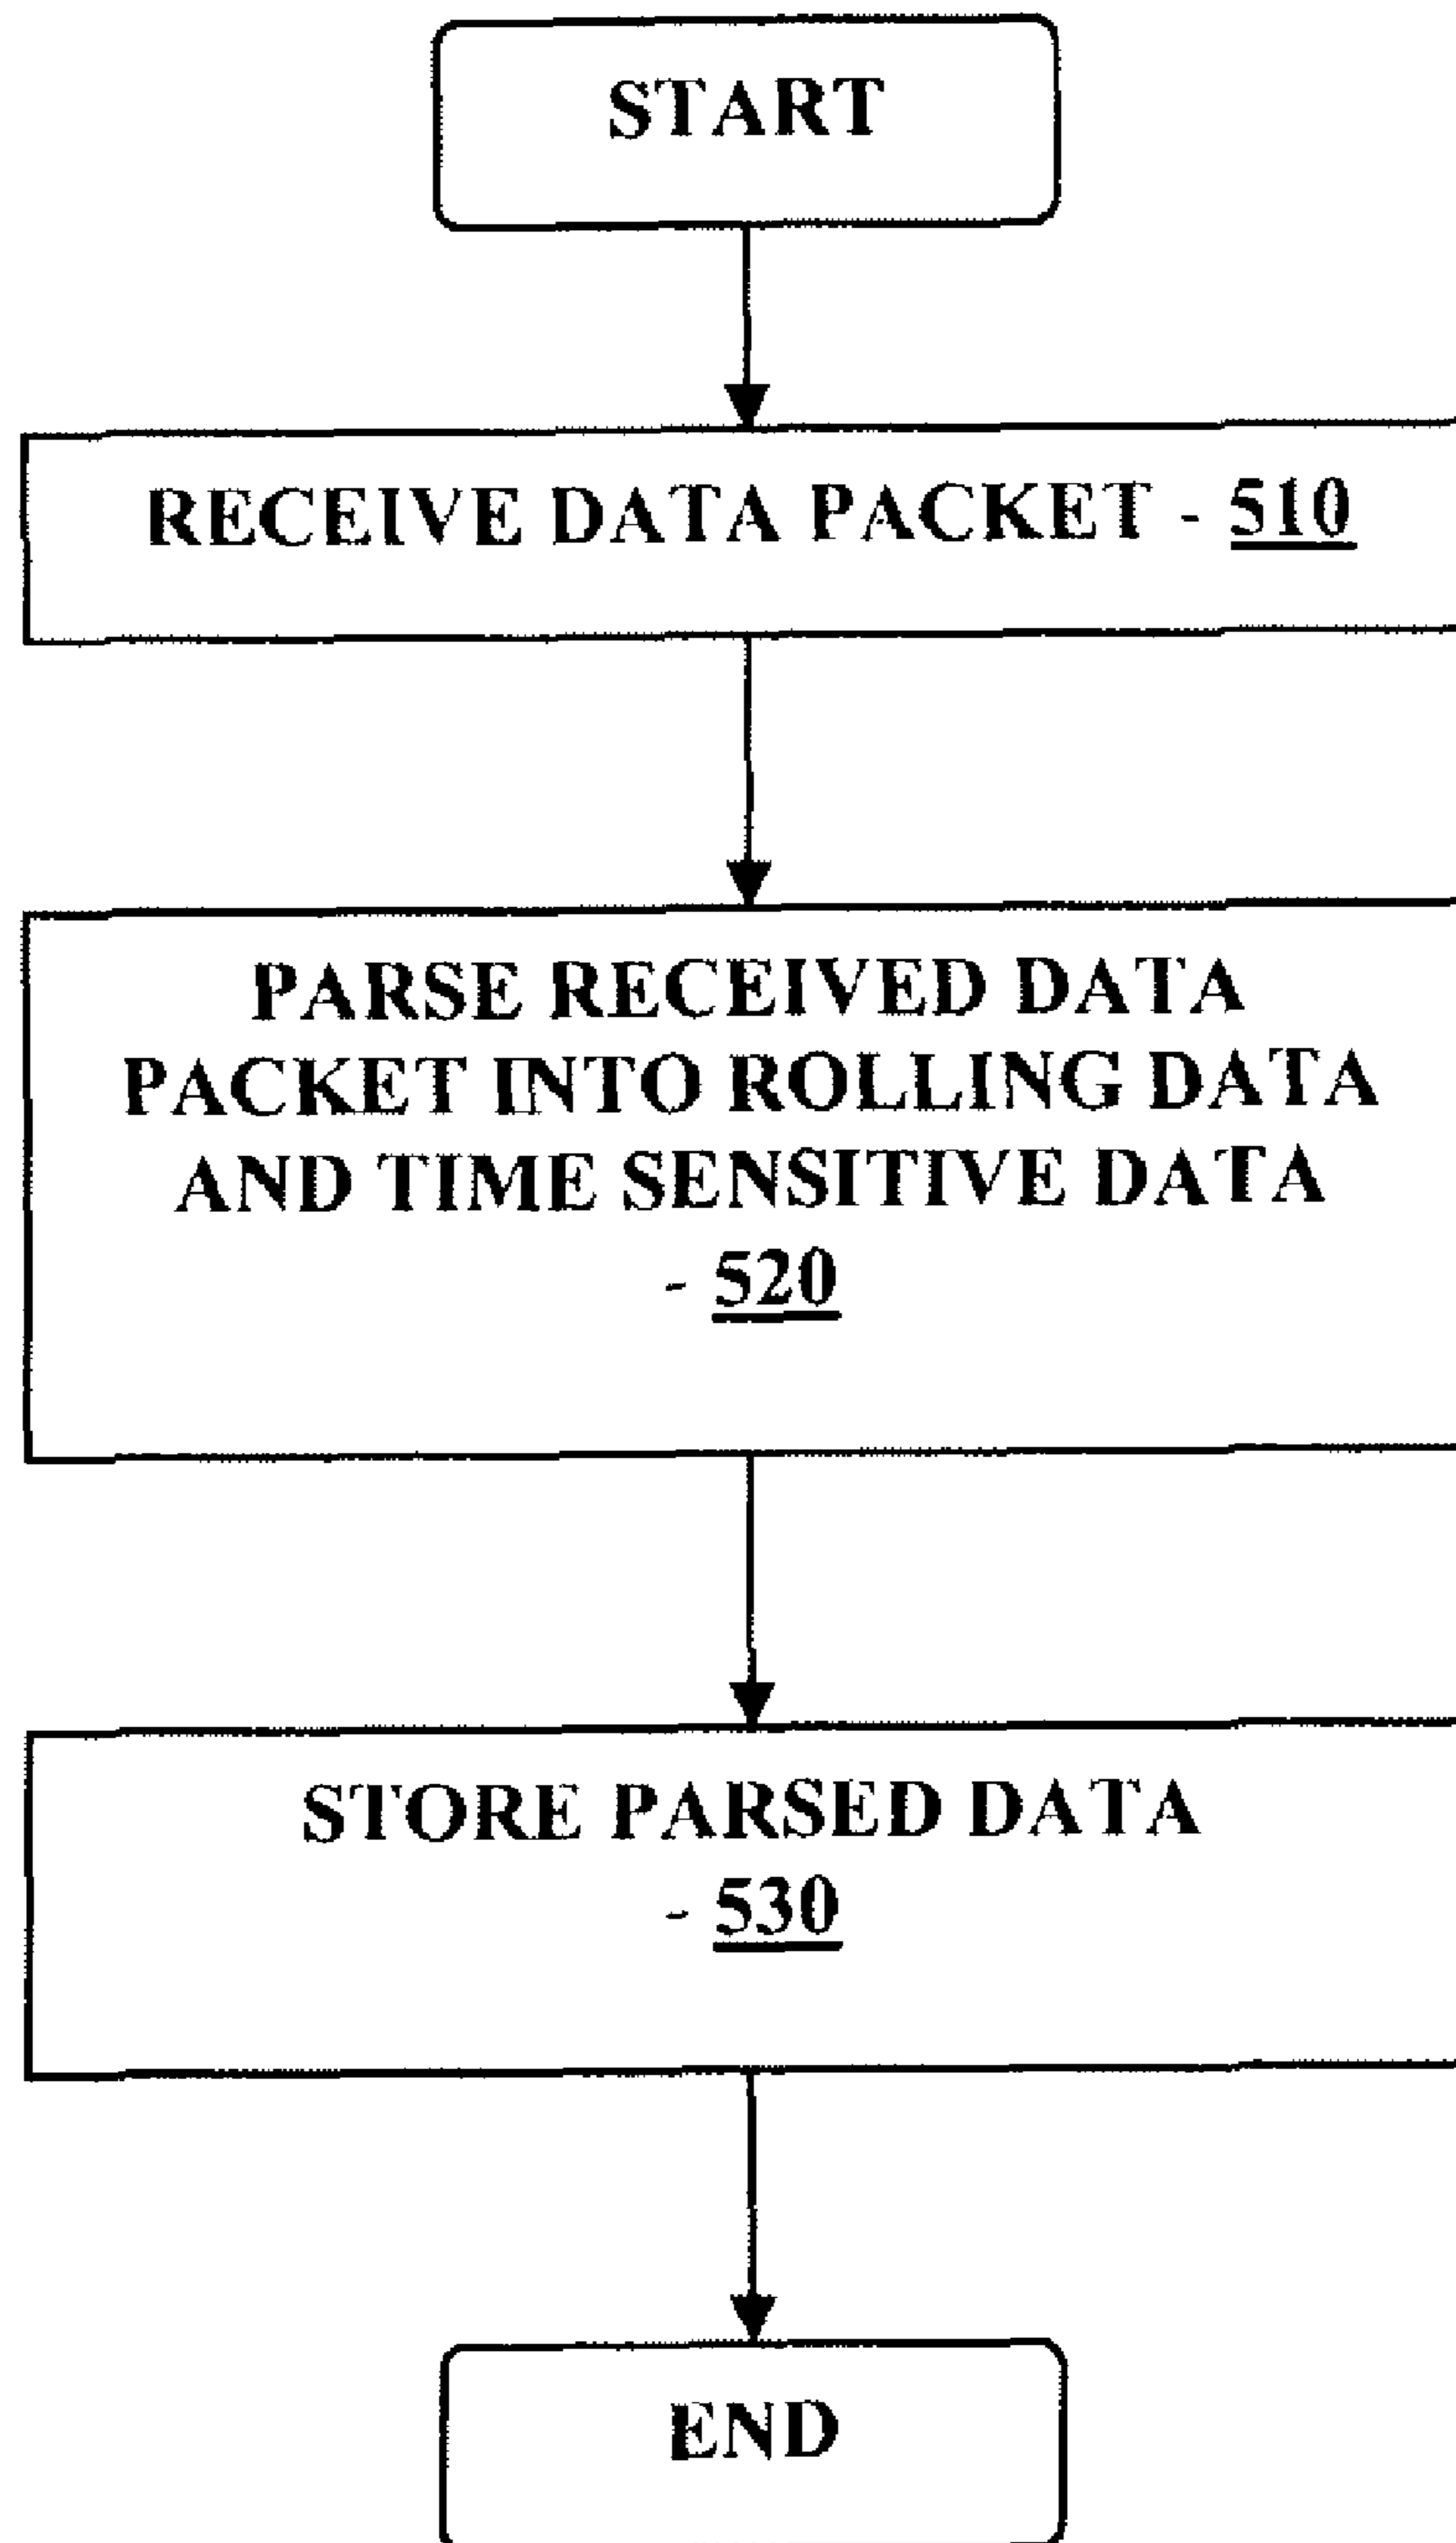 START
RECEIVE DATA PACKET - 510
PARSE RECEIVED DATA
PACKET INTO ROLLING DATA
AND TIME SENSITIVE DATA
- 520
STORE PARSED DATA
- 530
END